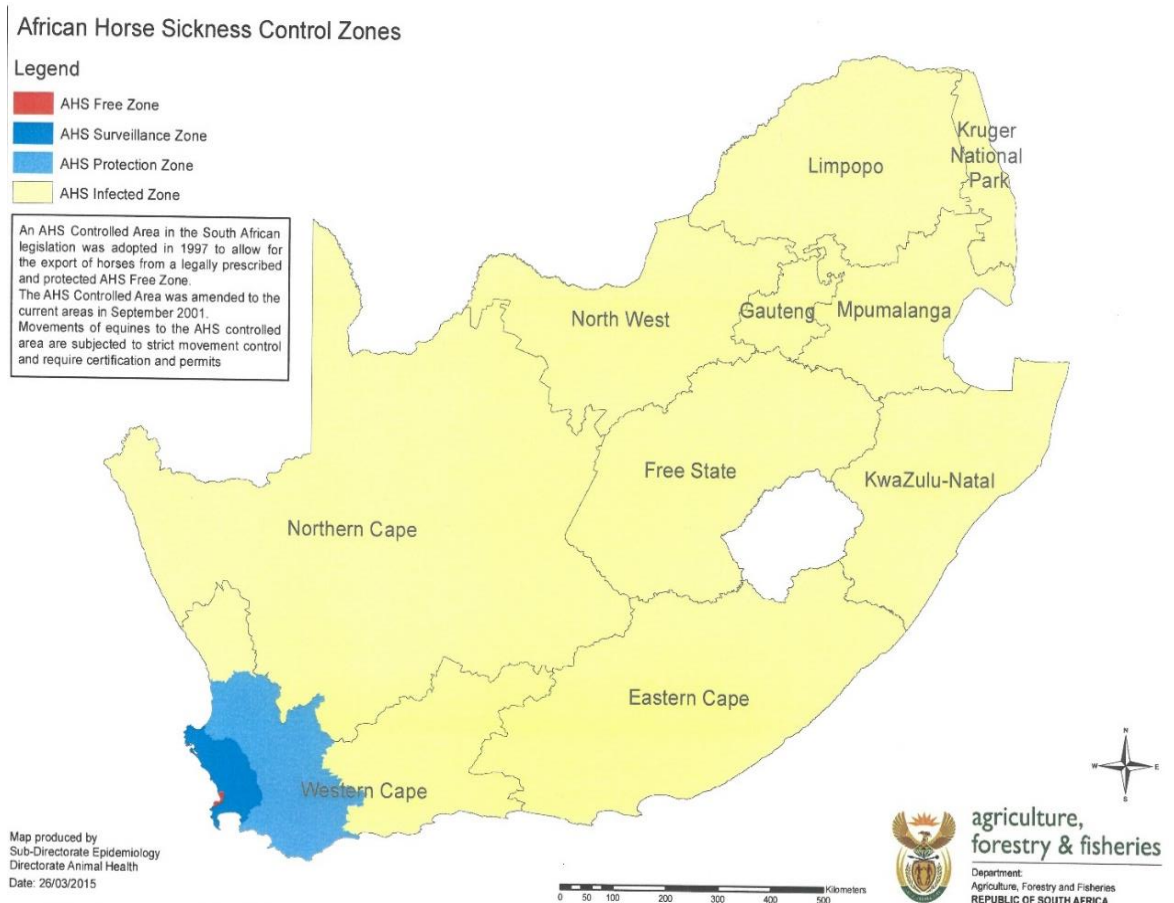 African Horse Sickness Control Zones
Legend
AHS Free Zone
AHS Surveillance Zone
AHS Protection Zone
AHS Infected Zone
An AHS Controlled Area in the South African
legislation was adopted in 1997 to allow for
the export of horses from a legally prescribed
and protected AHS Free Zone.
The AHS Controlled Area was amended to the
current areas in September 2001.
Movements of equines to the AHS controlled
area are subjected to strict movement control
and require certification and permits
Limpopo
Kruger
National
Park
North West
Gauteng
Mpumalanga
Free State
KwaZulu-Natal
Northern Cape
Eastern Cape
Western Cape
N
W
E
S
Map produced by
Sub-Directorate Epidemiology
Directorate Animal Health
Date: 26/03/2015
Kilometers
0 50 100 200 300 400 500
agriculture,
forestry & fisheries
Department:
Agriculture, Forestry and Fisheries
REPUBLIC OF SOUTH AFRICA